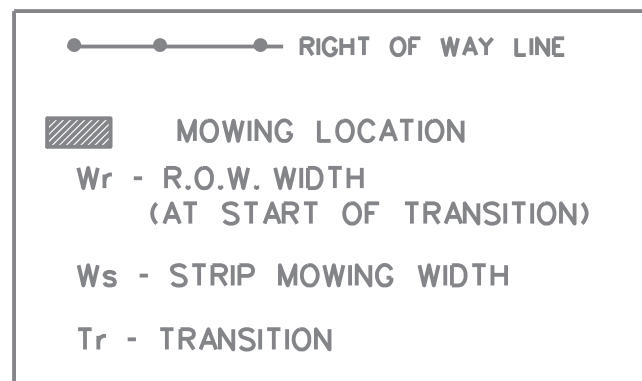 RIGHT OF WAY LINE
MOWING LOCATION
Wr - R.O.W. WIDTH
(AT START OF TRANSITION)
Ws - STRIP MOWING WIDTH
Tr - TRANSITION